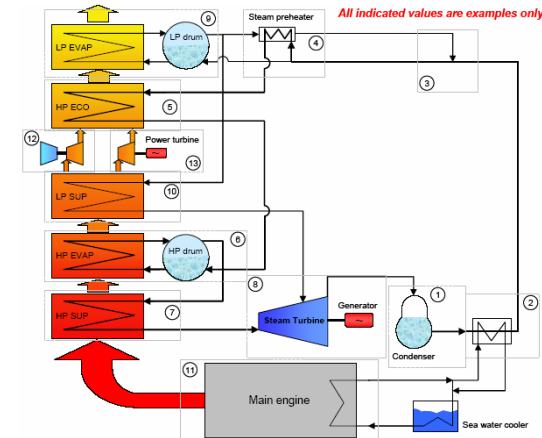 All indicated values are examples only
9
Steam preheater
LP drum
LP EVAP
4
3
HP ECO
5
12
Power turbine
~
13
LP SUP
10
6
HP EVAP
HP drum
8
1
2
HP SUP
7
Generator
Steam Turbine
~
Condenser
11
Main engine
Sea water cooler